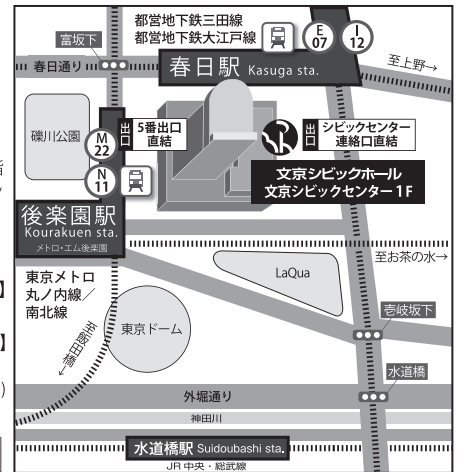 都営地下鉄三田線
都営地下鉄大江戸線
E
07
I
12
富坂下
春日通り
春日駅 Kasuga sta.
至上野→
礫川公園
M
22
N
11
出口
5番出口
直結
出口
シビックセンター
連絡口直結
文京シビックホール
文京シビックセンター1F
階
後楽園駅
Kourakuen sta.
メトロ・エム後楽園
至お茶の水→
LaQua
】
東京メトロ
丸ノ内線/
南北線
】
至飯田橋→
東京ドーム
壱岐坂下
水道橋
)
外堀通り
神田川
水道橋駅 Suidoubashi sta.
JR 中央・総武線